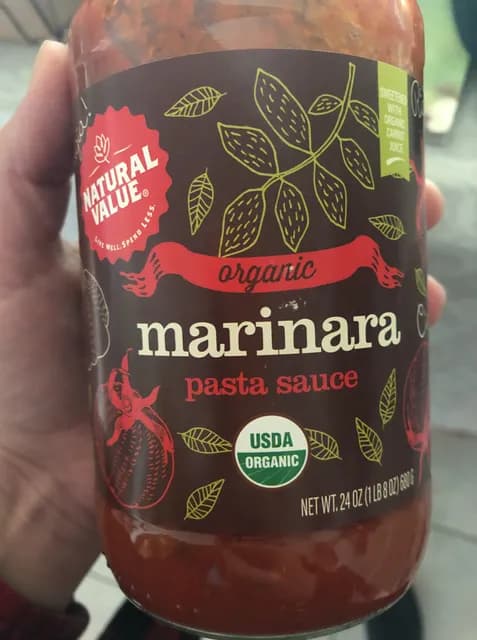 NATURAL
VALUE®
LIVE WELL. SPEND LESS.
SWEETENED
WITH
ORGANIC
CARROT
JUICE
organic
marinara
pasta sauce
USDA
ORGANIC
NET WT. 24 OZ (1 LB 8 OZ) 680 G